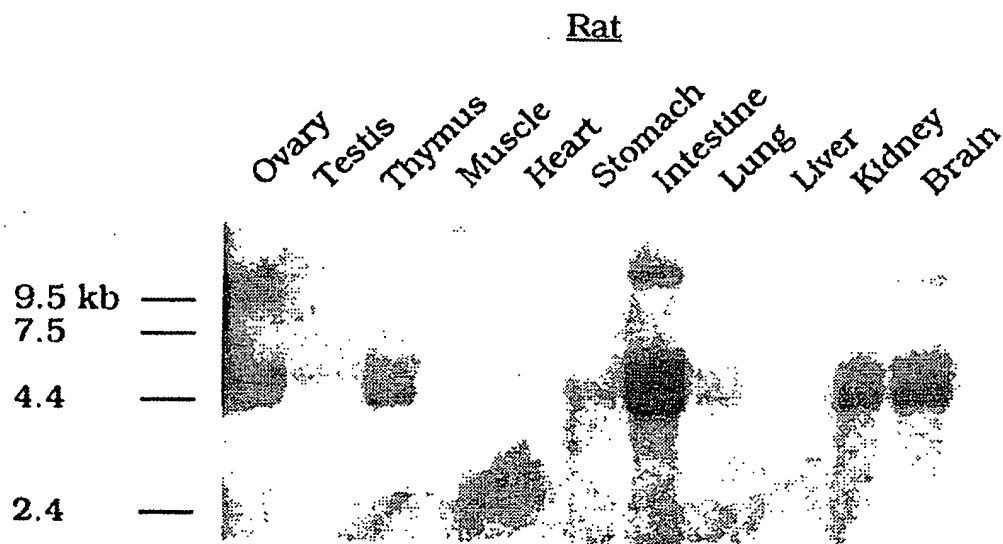 Rat
Ovary
Testis
Thymus
Muscle
Heart
Stomach
Intestine
Lung
Liver
Kidney
Brain
9.5 kb
7.5
4.4
2.4